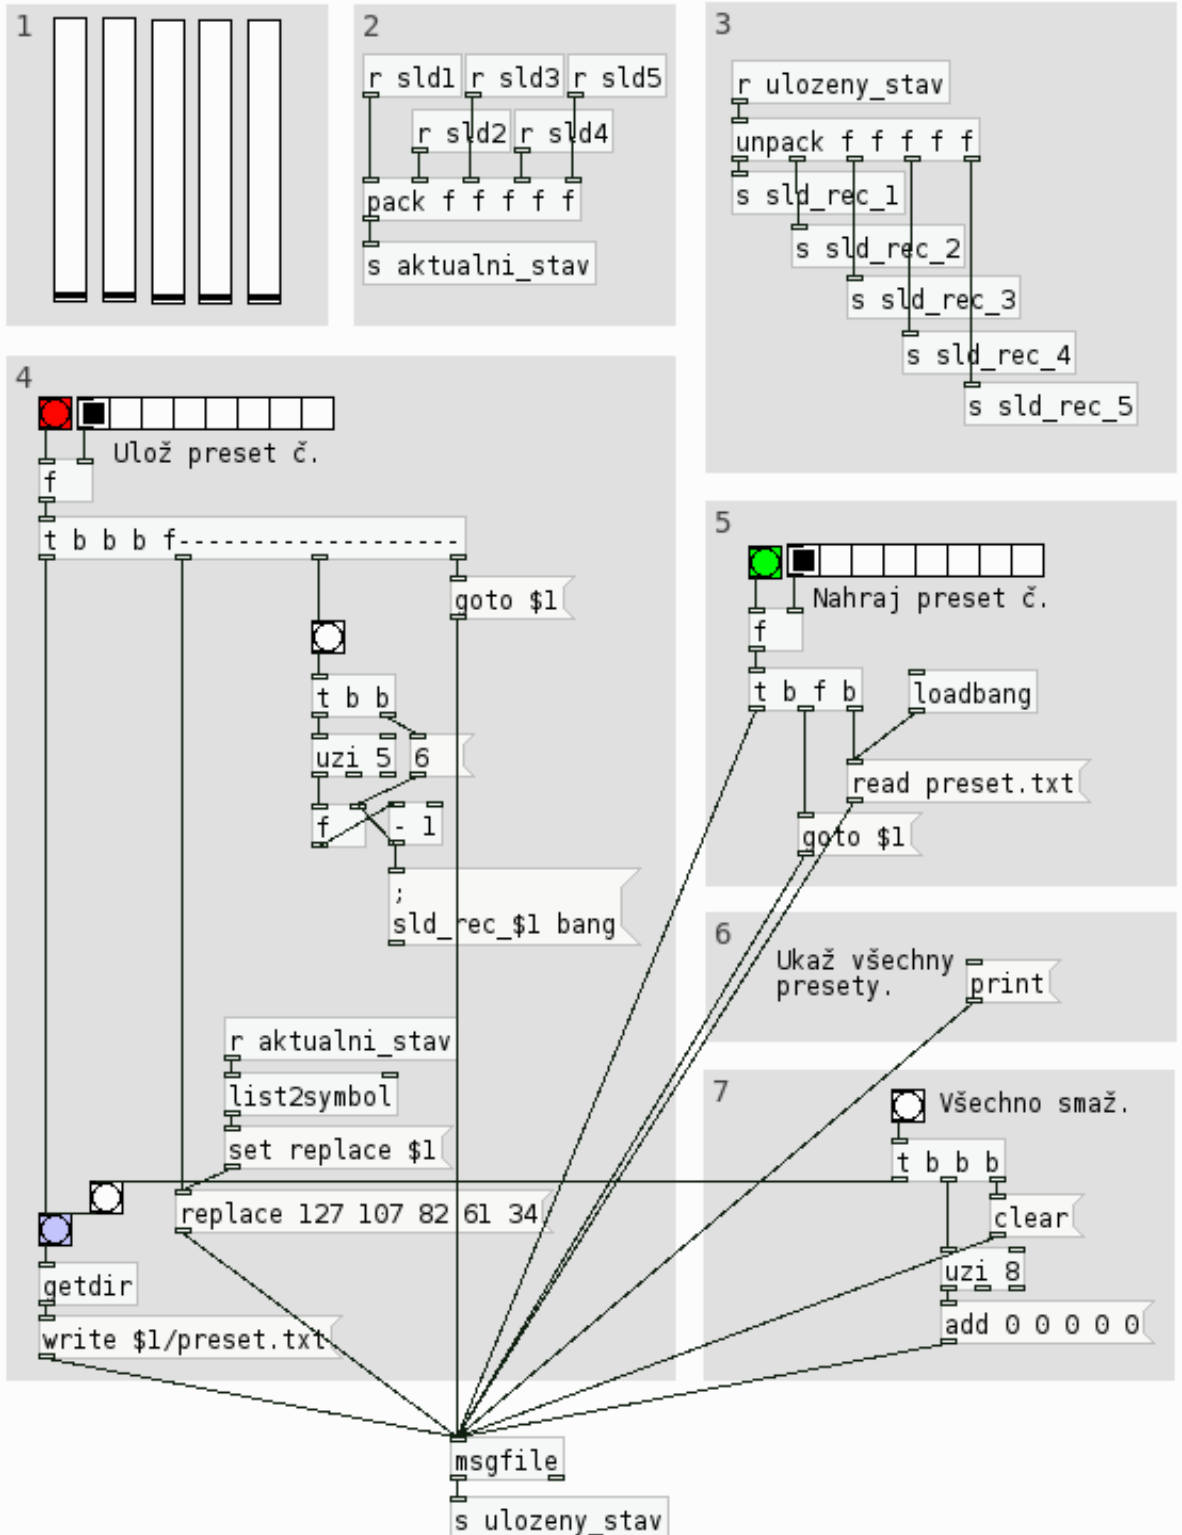 1
2
r sld1
r sld3
r sld5
r sld2
r sld4
pack f f f f f
s aktualni_stav
3
r ulozeny_stav
unpack f f f f f
s sld_rec_1
s sld_rec_2
s sld_rec_3
s sld_rec_4
s sld_rec_5
4
Ulož preset č.
f
t b b b f-------------------
goto $1
t b b
uzi 5
6
f
- 1
;
sld_rec_$1 bang
r aktualni_stav
list2symbol
set replace $1
replace 127 107 82 61 34
getdir
write $1/preset.txt
5
Nahraj preset č.
f
t b f b
loadbang
read preset.txt
goto $1
6
Ukaž všechny
presety.
print
7
Všechno smaž.
t b b b
clear
uzi 8
add 0 0 0 0 0
msgfile
s ulozeny_stav